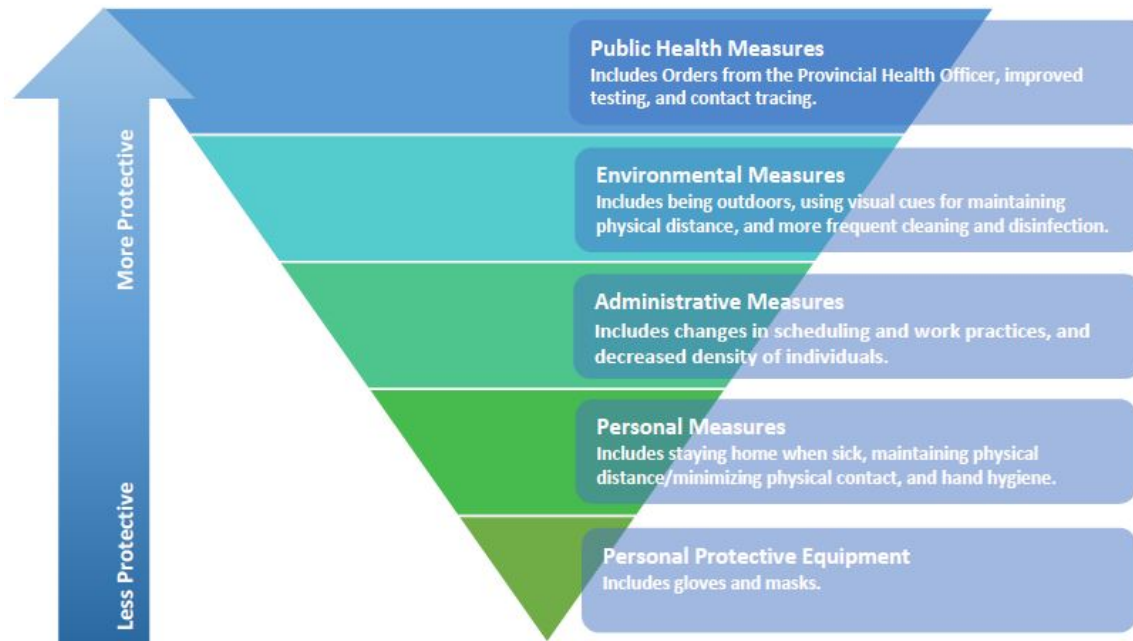 Public Health Measures
Includes Orders from the Provincial Health Officer, improved
testing, and contact tracing.
More Protective
Environmental Measures
Includes being outdoors, using visual cues for maintaining
physical distance, and more frequent cleaning and disinfection.
Administrative Measures
Includes changes in scheduling and work practices, and
decreased density of individuals.
Personal Measures
Includes staying home when sick, maintaining physical
distance/minimizing physical contact, and hand hygiene.
Less Protective
Personal Protective Equipment
Includes gloves and masks.